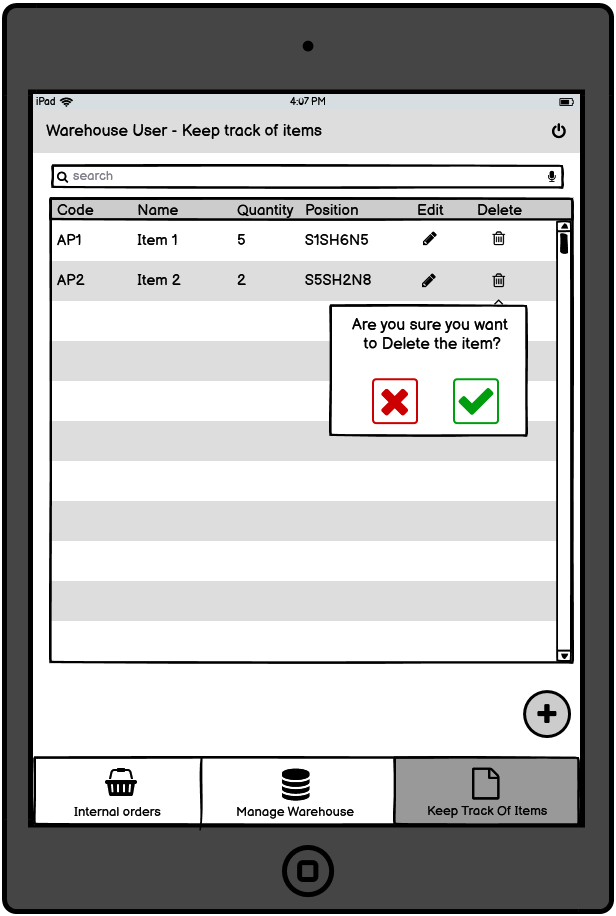 iPad 4:07 PM
Warehouse User - Keep track of items
search
Code Name Quantity Position Edit Delete
AP1 Item 1 5 S1SH6N5
AP2 Item 2 2 S5SH2N8
Are you sure you want
to Delete the item?
Internal orders Manage Warehouse Keep Track Of Items